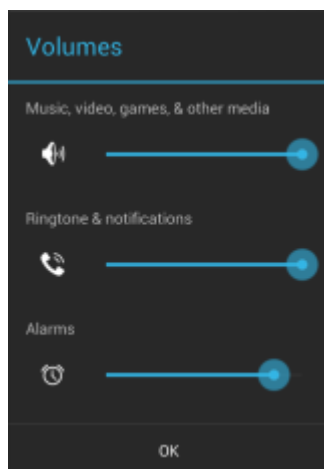 Volumes
Music, video, games, & other media
Ringtone & notifications
Alarms
OK